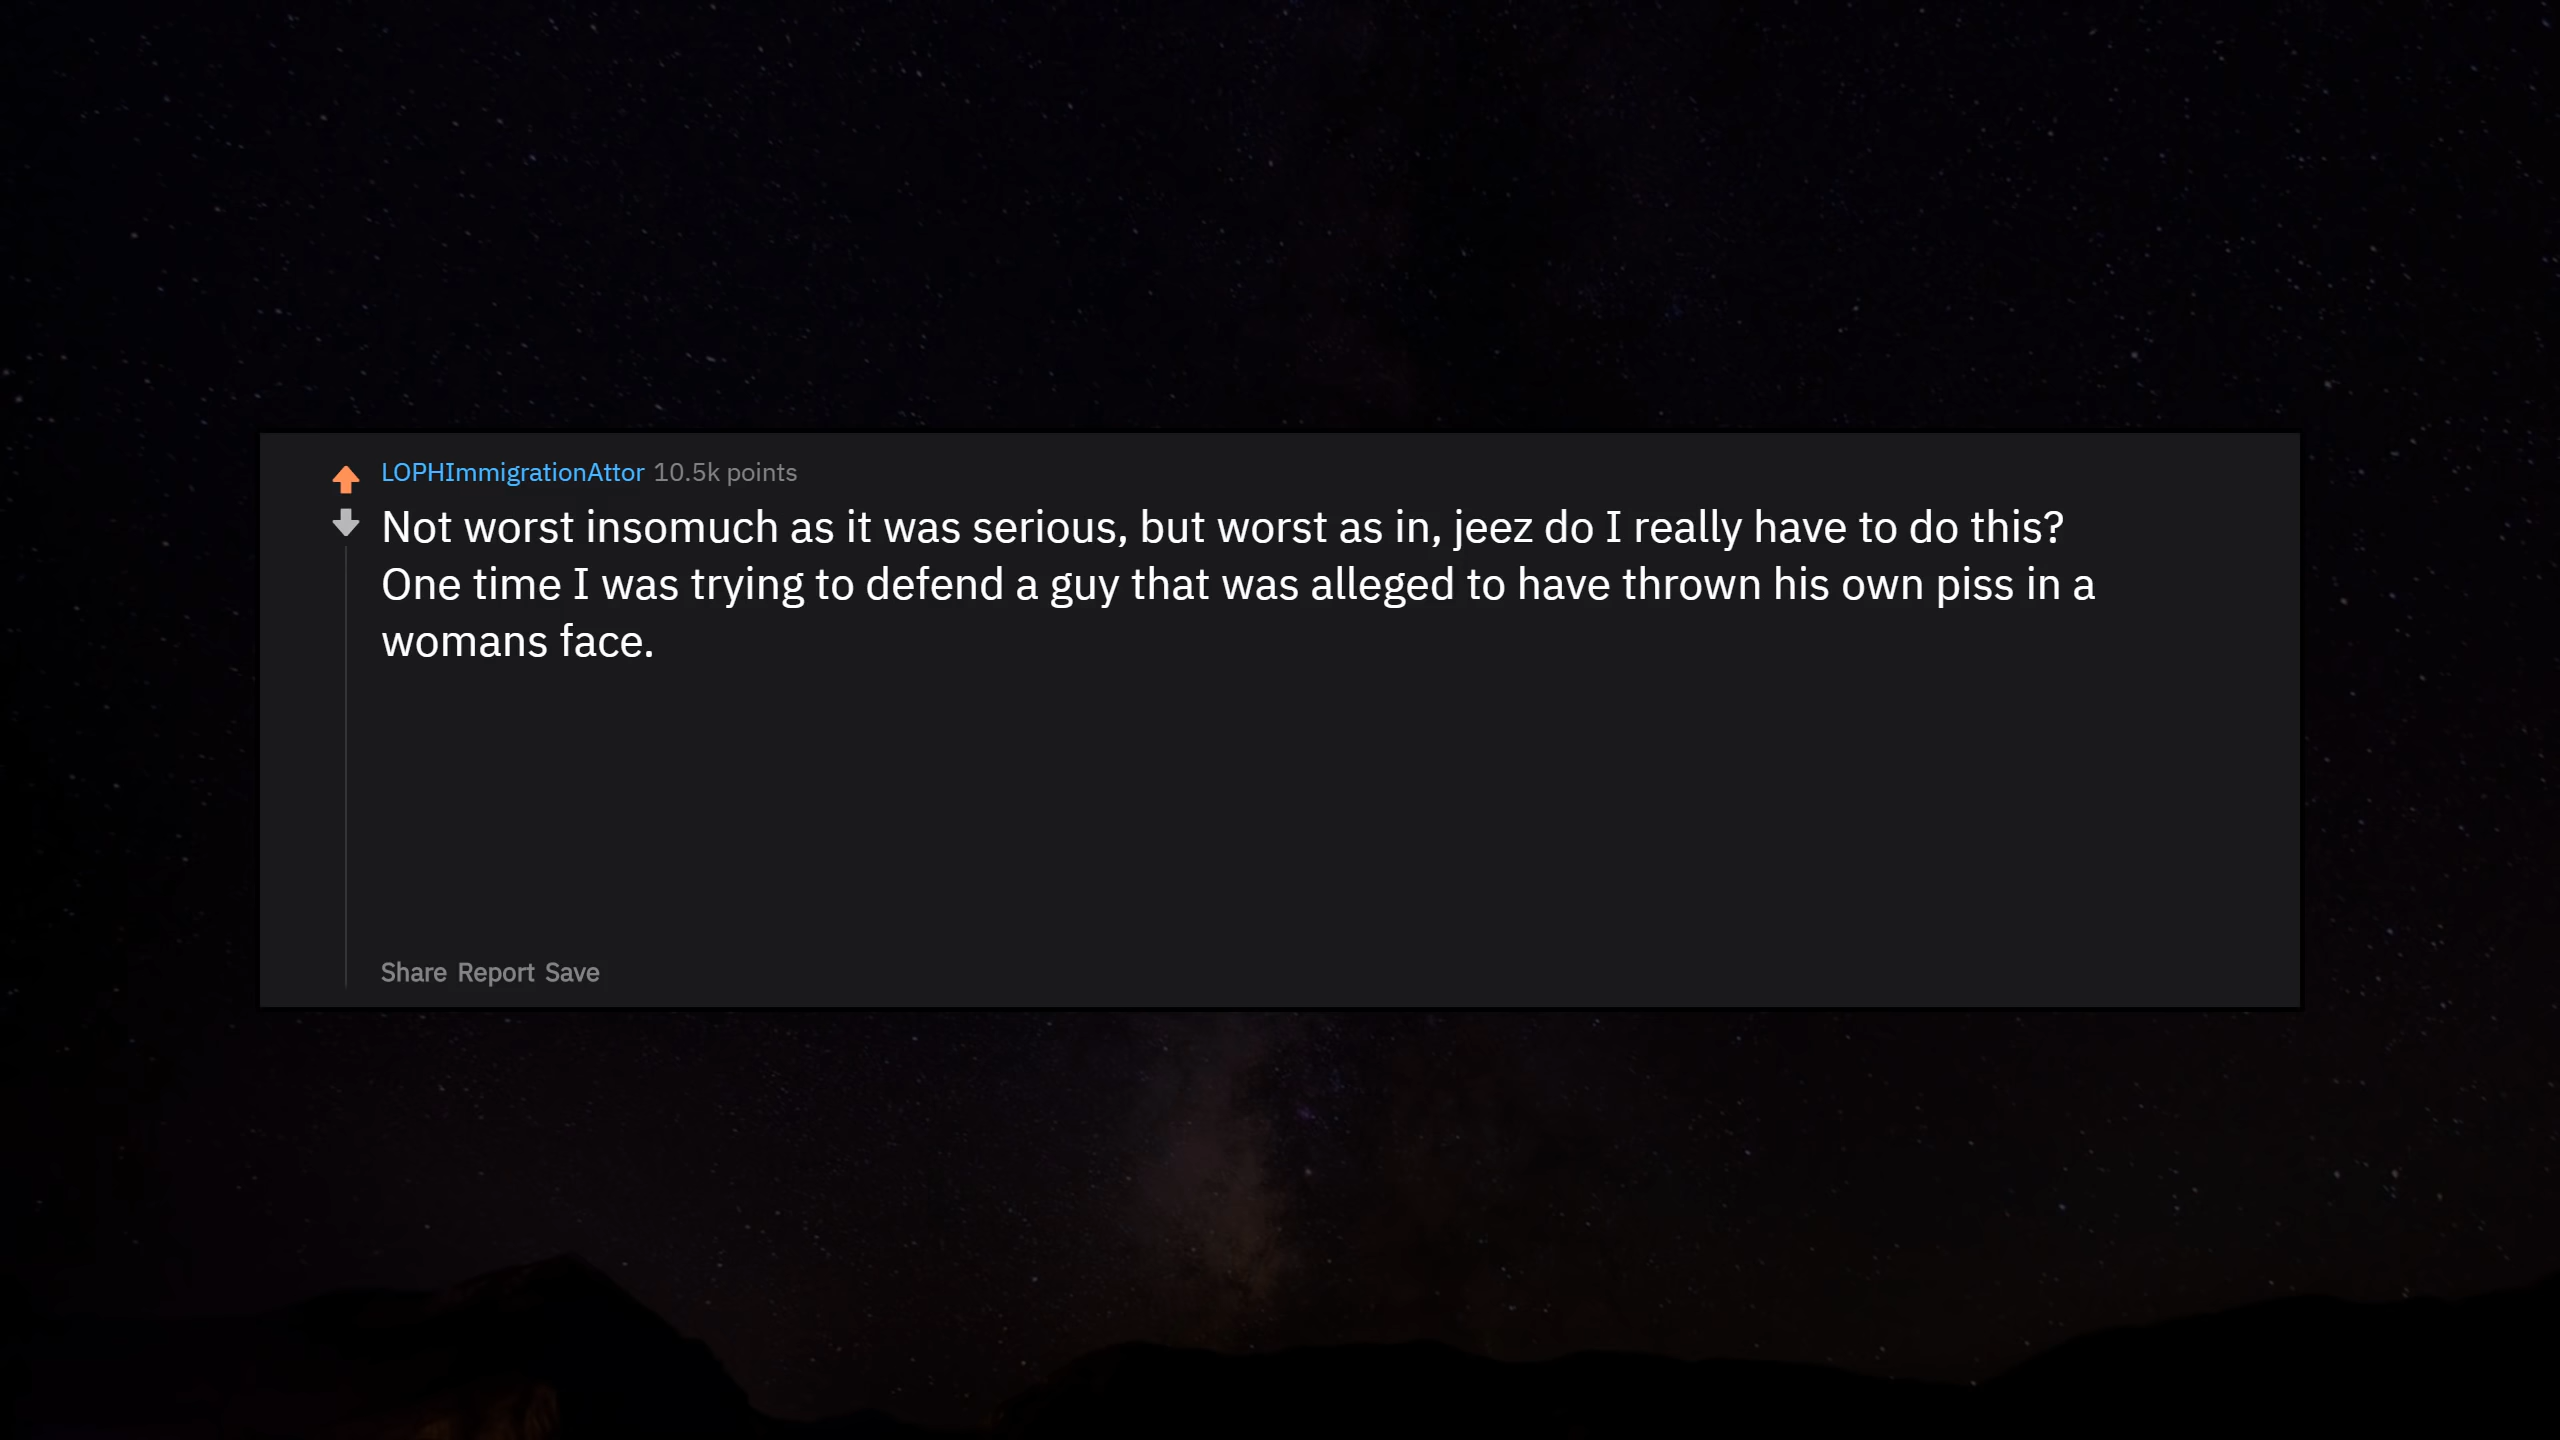 LOPHImmigrationAttor 10.5k points
Not worst insomuch as it was serious, but worst as in, jeez do I really have to do this?
One time I was trying to defend a guy that was alleged to have thrown his own piss in a
womans face.
Share Report Save